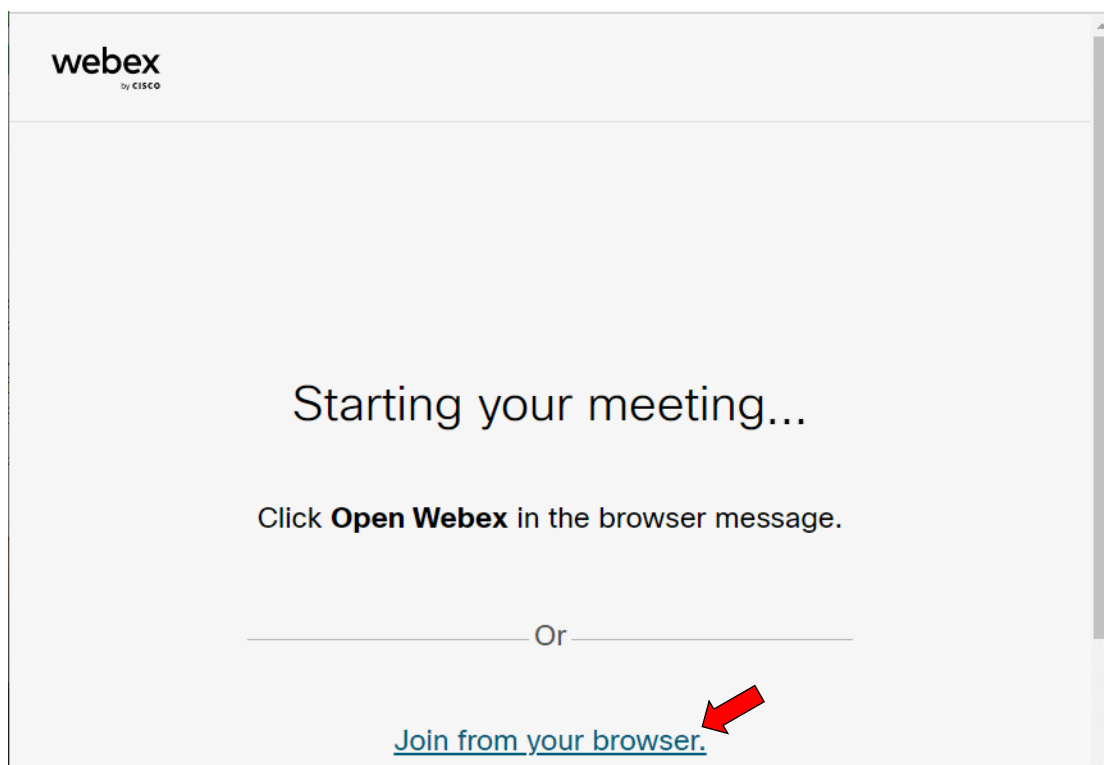 webex
by CISCO
Starting your meeting...
Click Open Webex in the browser message.
Or
Join from your browser.